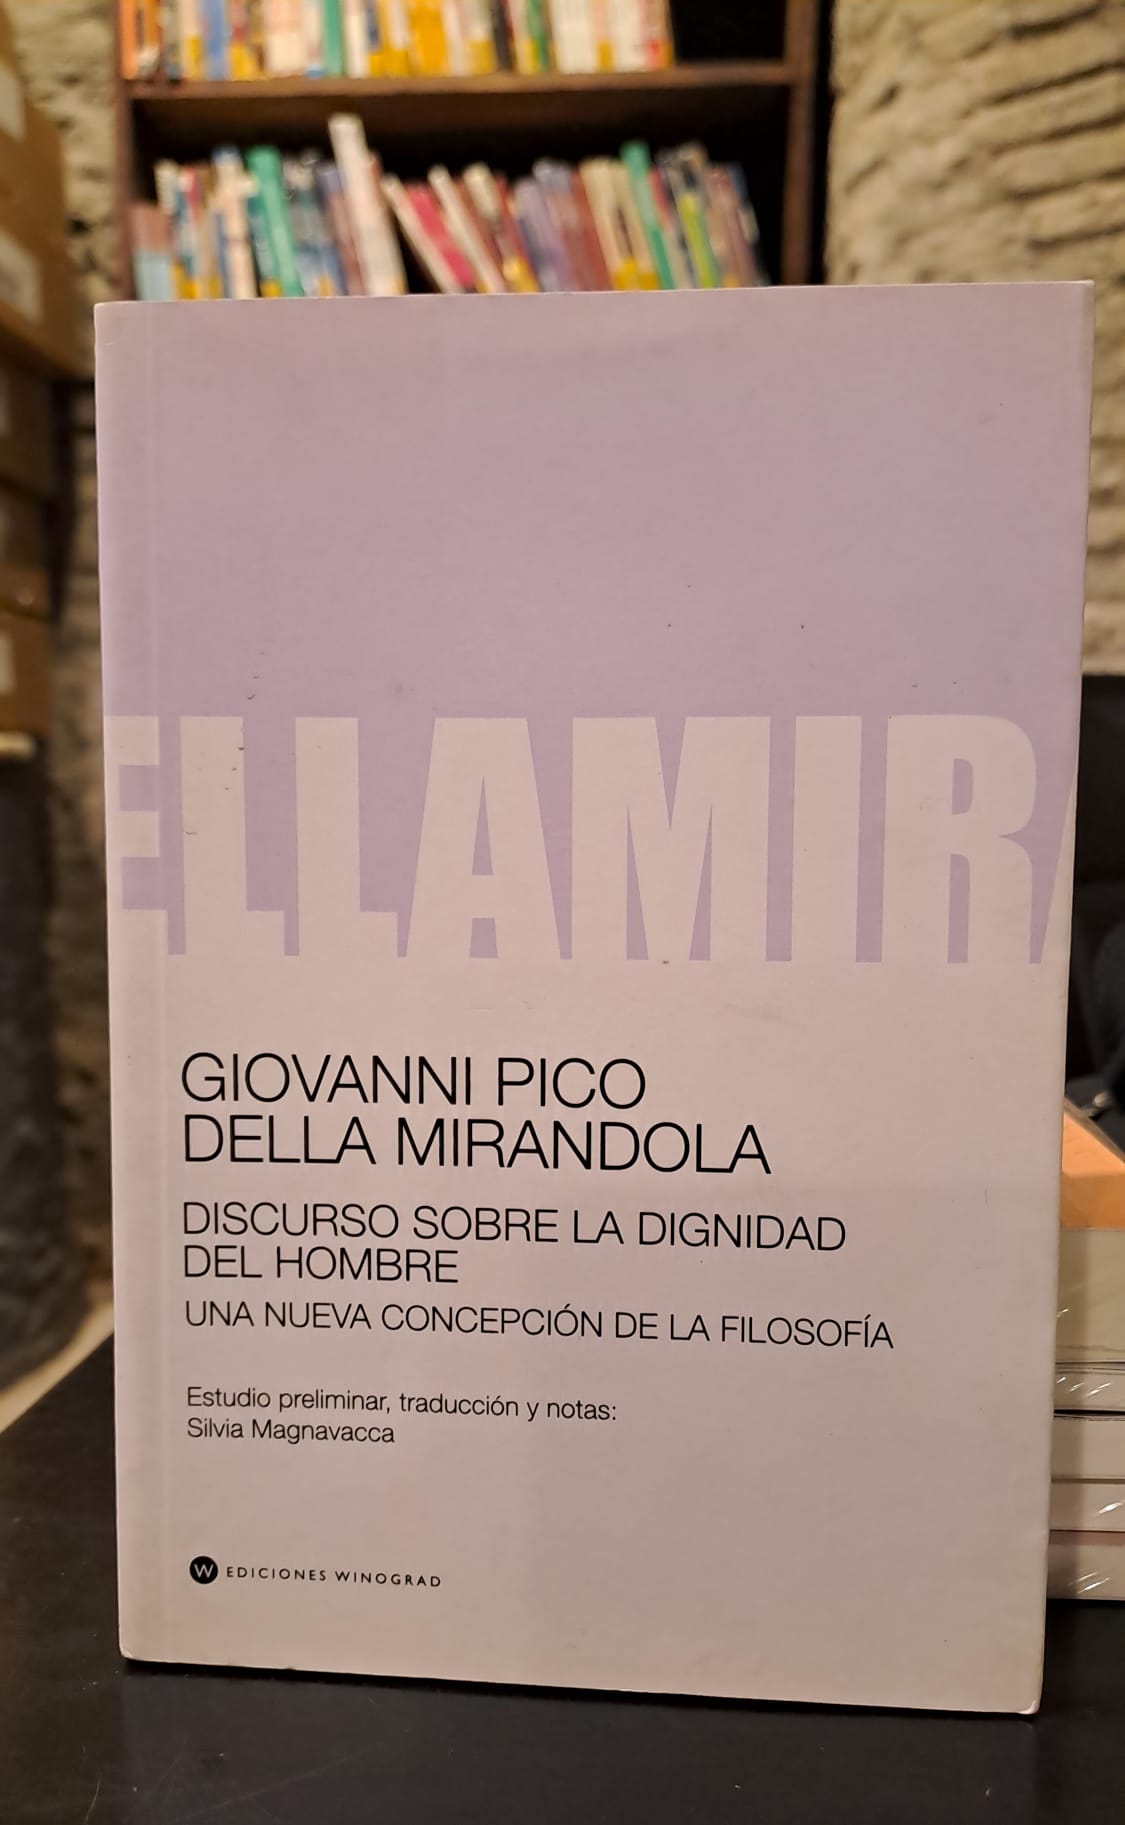 ELLAMIRA
GIOVANNI PICO
DELLA MIRANDOLA
DISCURSO SOBRE LA DIGNIDAD
DEL HOMBRE
UNA NUEVA CONCEPCIÓN DE LA FILOSOFÍA
Estudio preliminar, traducción y notas:
Silvia Magnavacca
W EDICIONES WINOGRAD